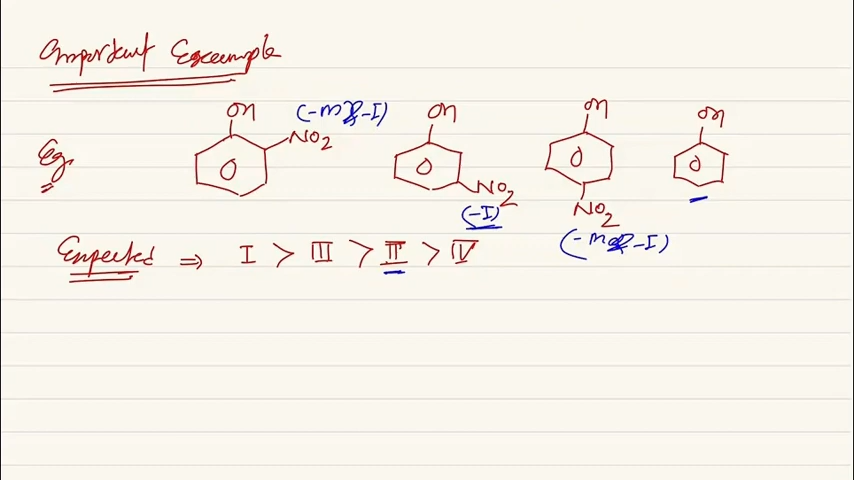 Important Example
OH (-m & -I) OH OH OH
Eg. NO2
NO2 NO2
(-I) (-m & -I)
Expected ⇒ I > III > II > IV